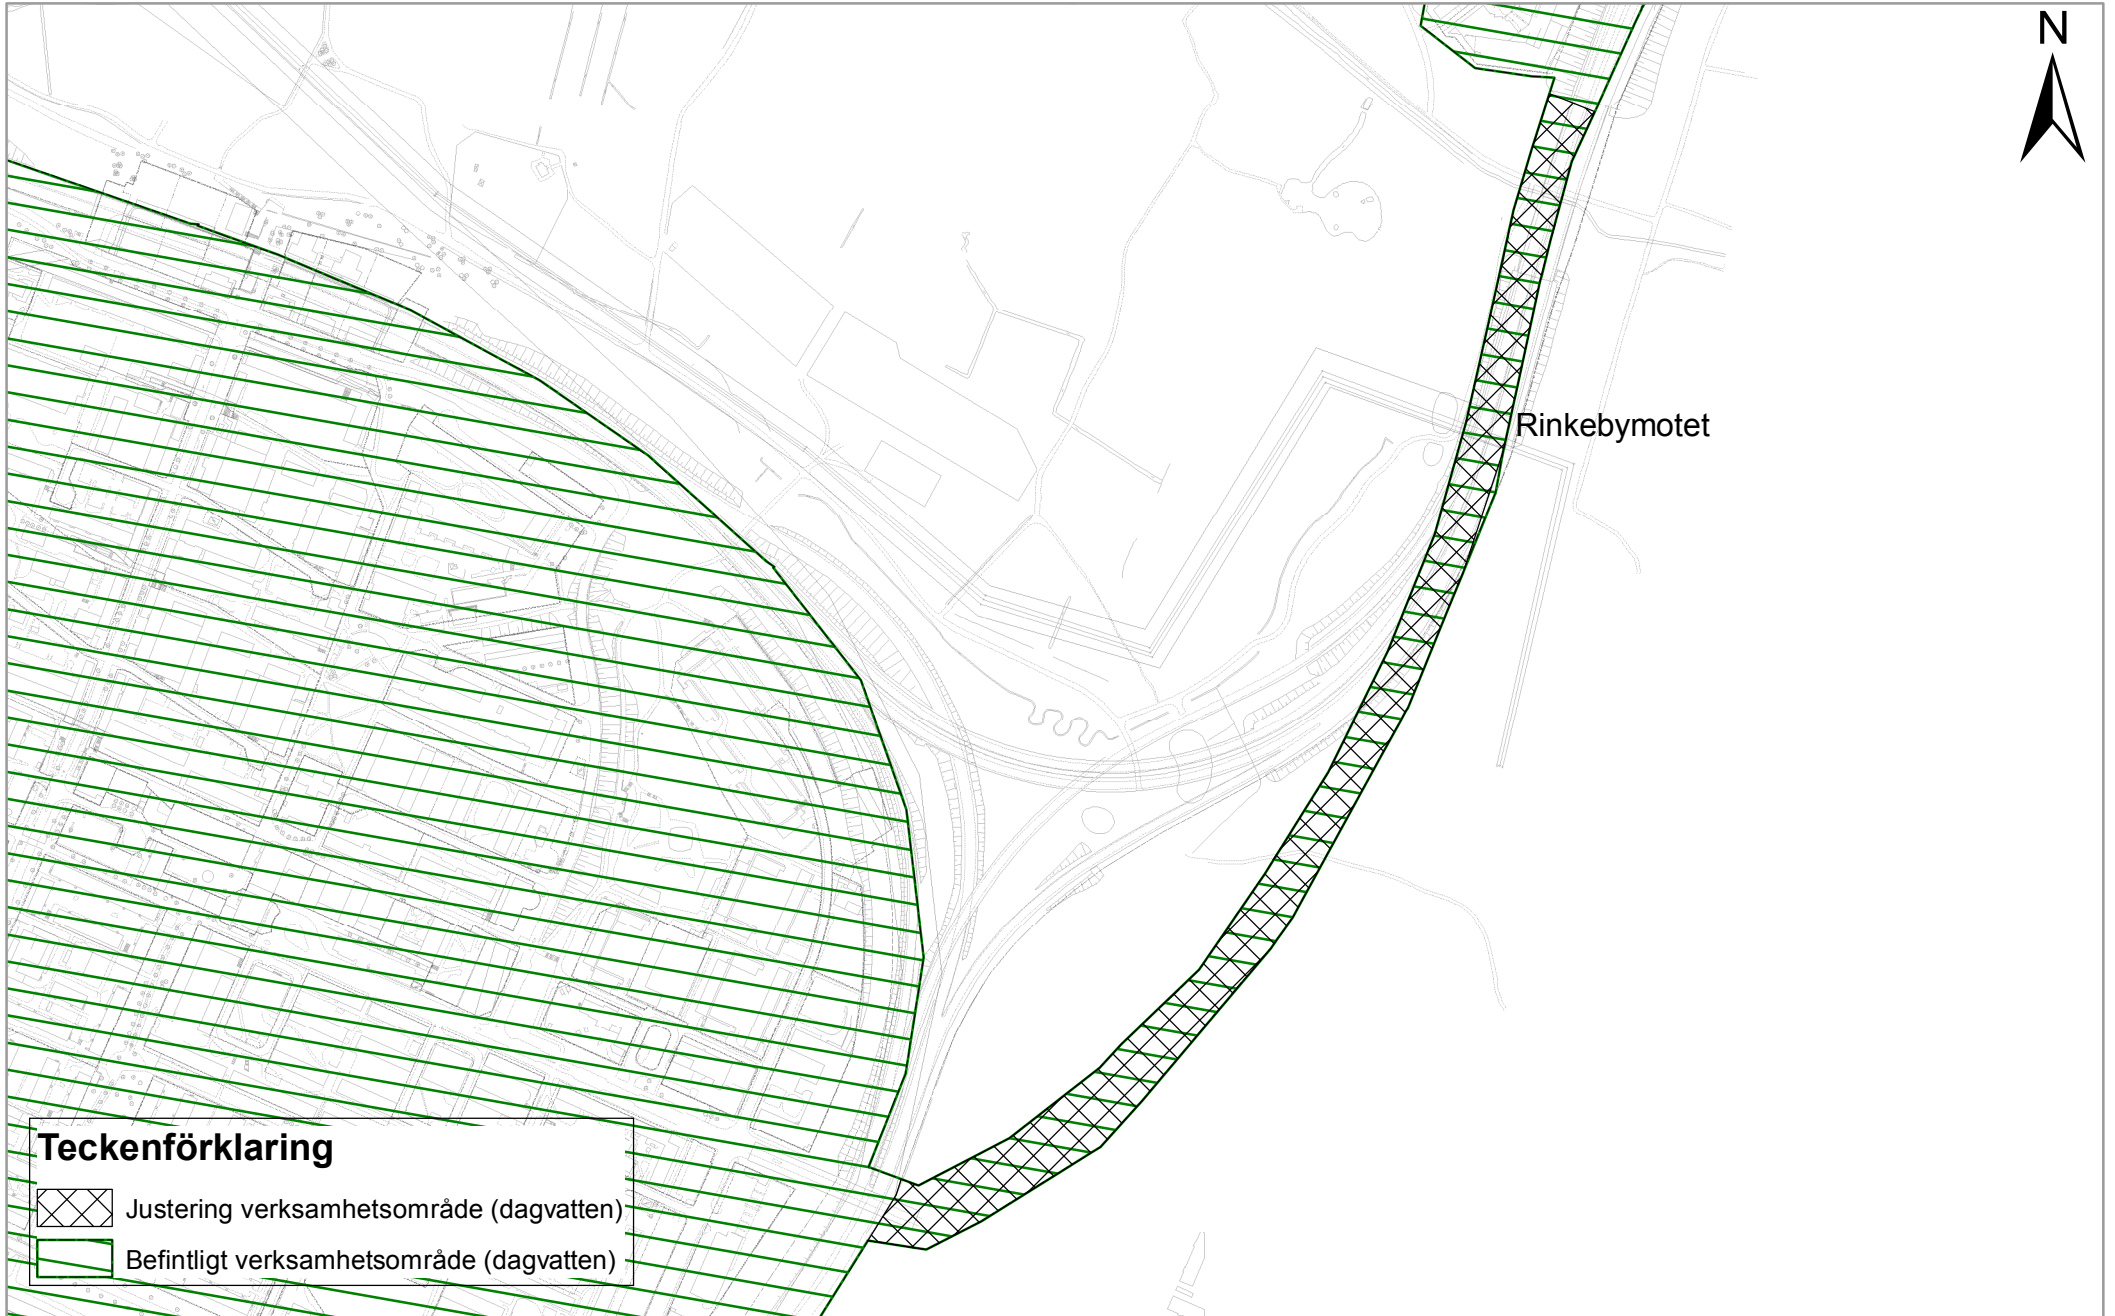 N
Rinkebymotet
Teckenförklaring
Justering verksamhetsområde (dagvatten)
Befintligt verksamhetsområde (dagvatten)